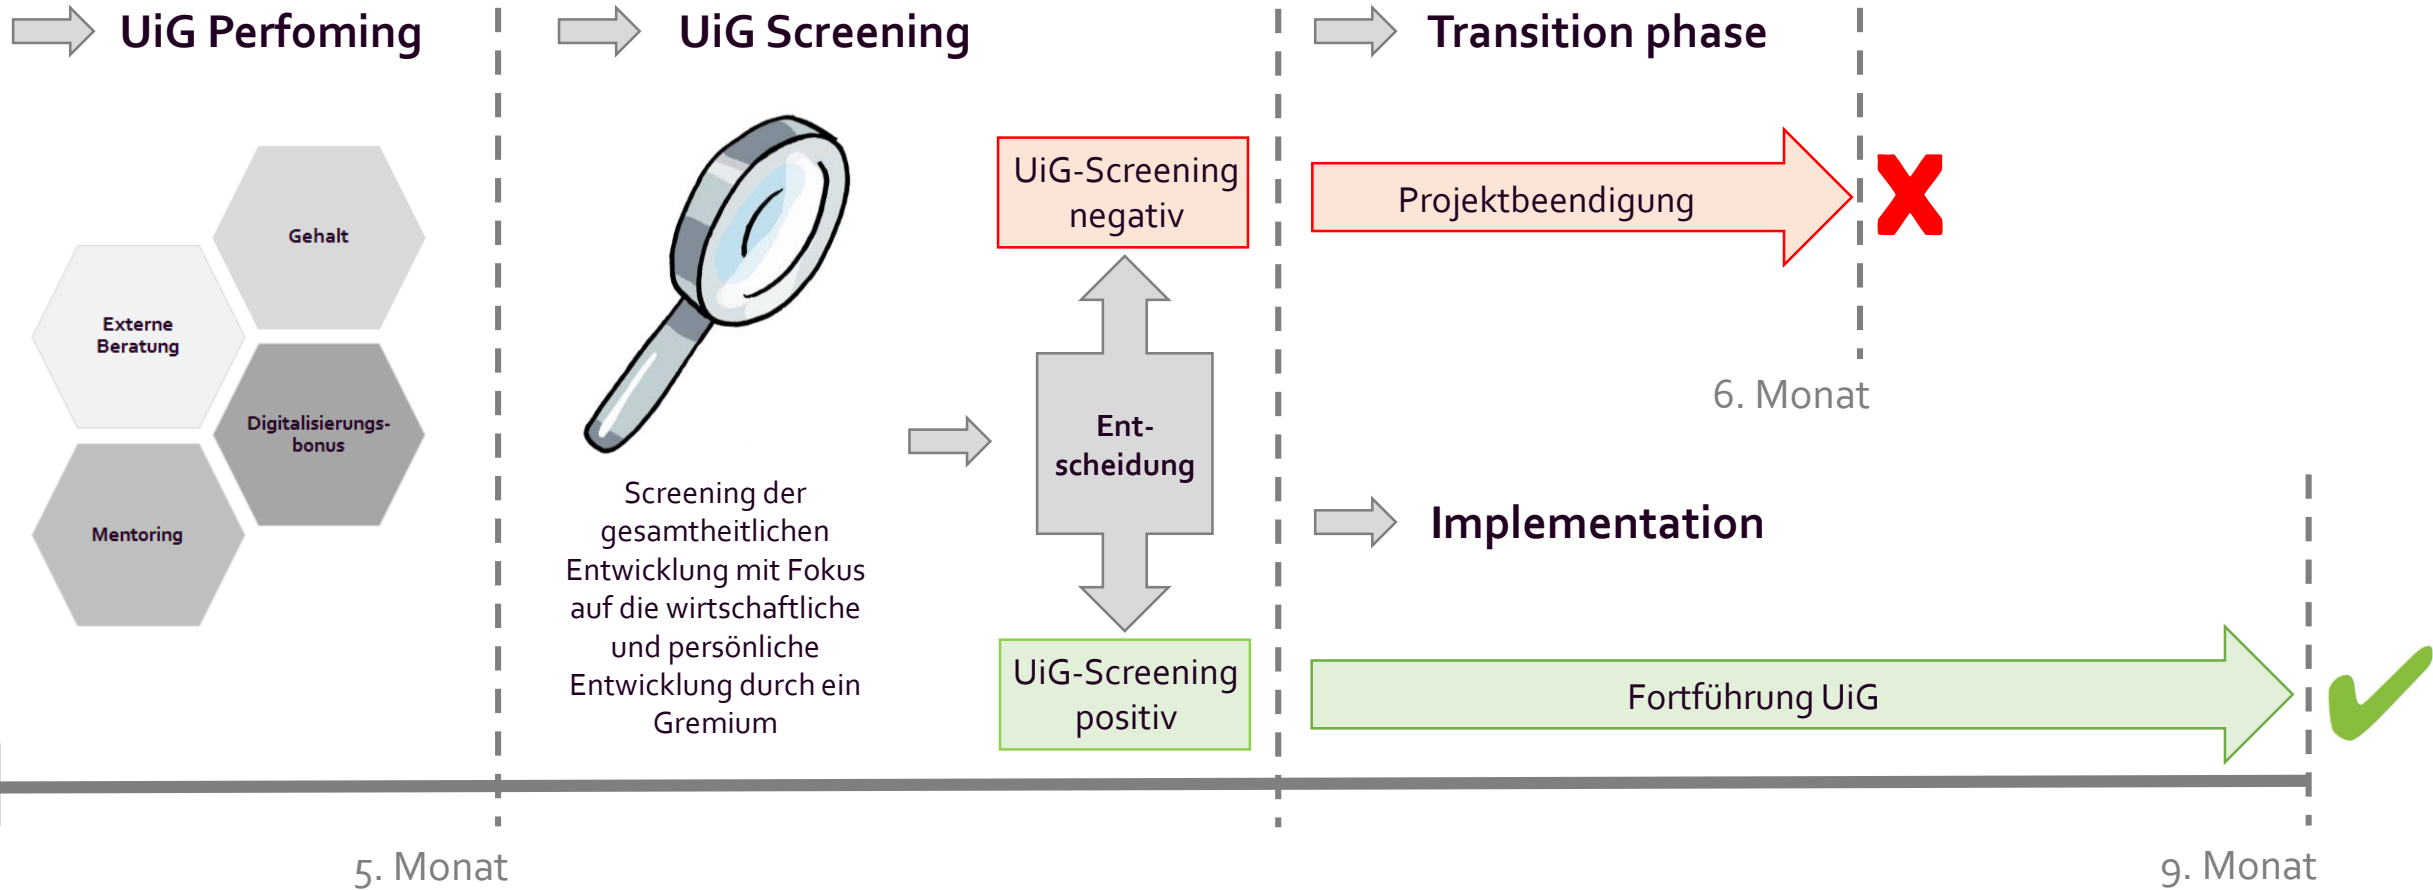 UiG Perfoming
Gehalt
Externe
Beratung
Digitalisierungs-
bonus
Mentoring
5. Monat
UiG Screening
Screening der
gesamtheitlichen
Entwicklung mit Fokus
auf die wirtschaftliche
und persönliche
Entwicklung durch ein
Gremium
UiG-Screening
negativ
Ent-
scheidung
UiG-Screening
positiv
Transition phase
Projektbeendigung
6. Monat
Implementation
Fortführung UiG
9. Monat